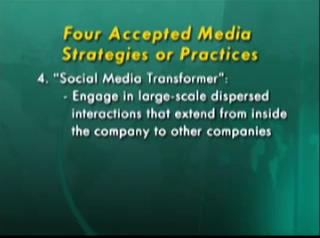 Four Accepted Media
Strategies or Practices
4. "Social Media Transformer":
- Engage in large-scale dispersed
interactions that extend from inside
the company to other companies